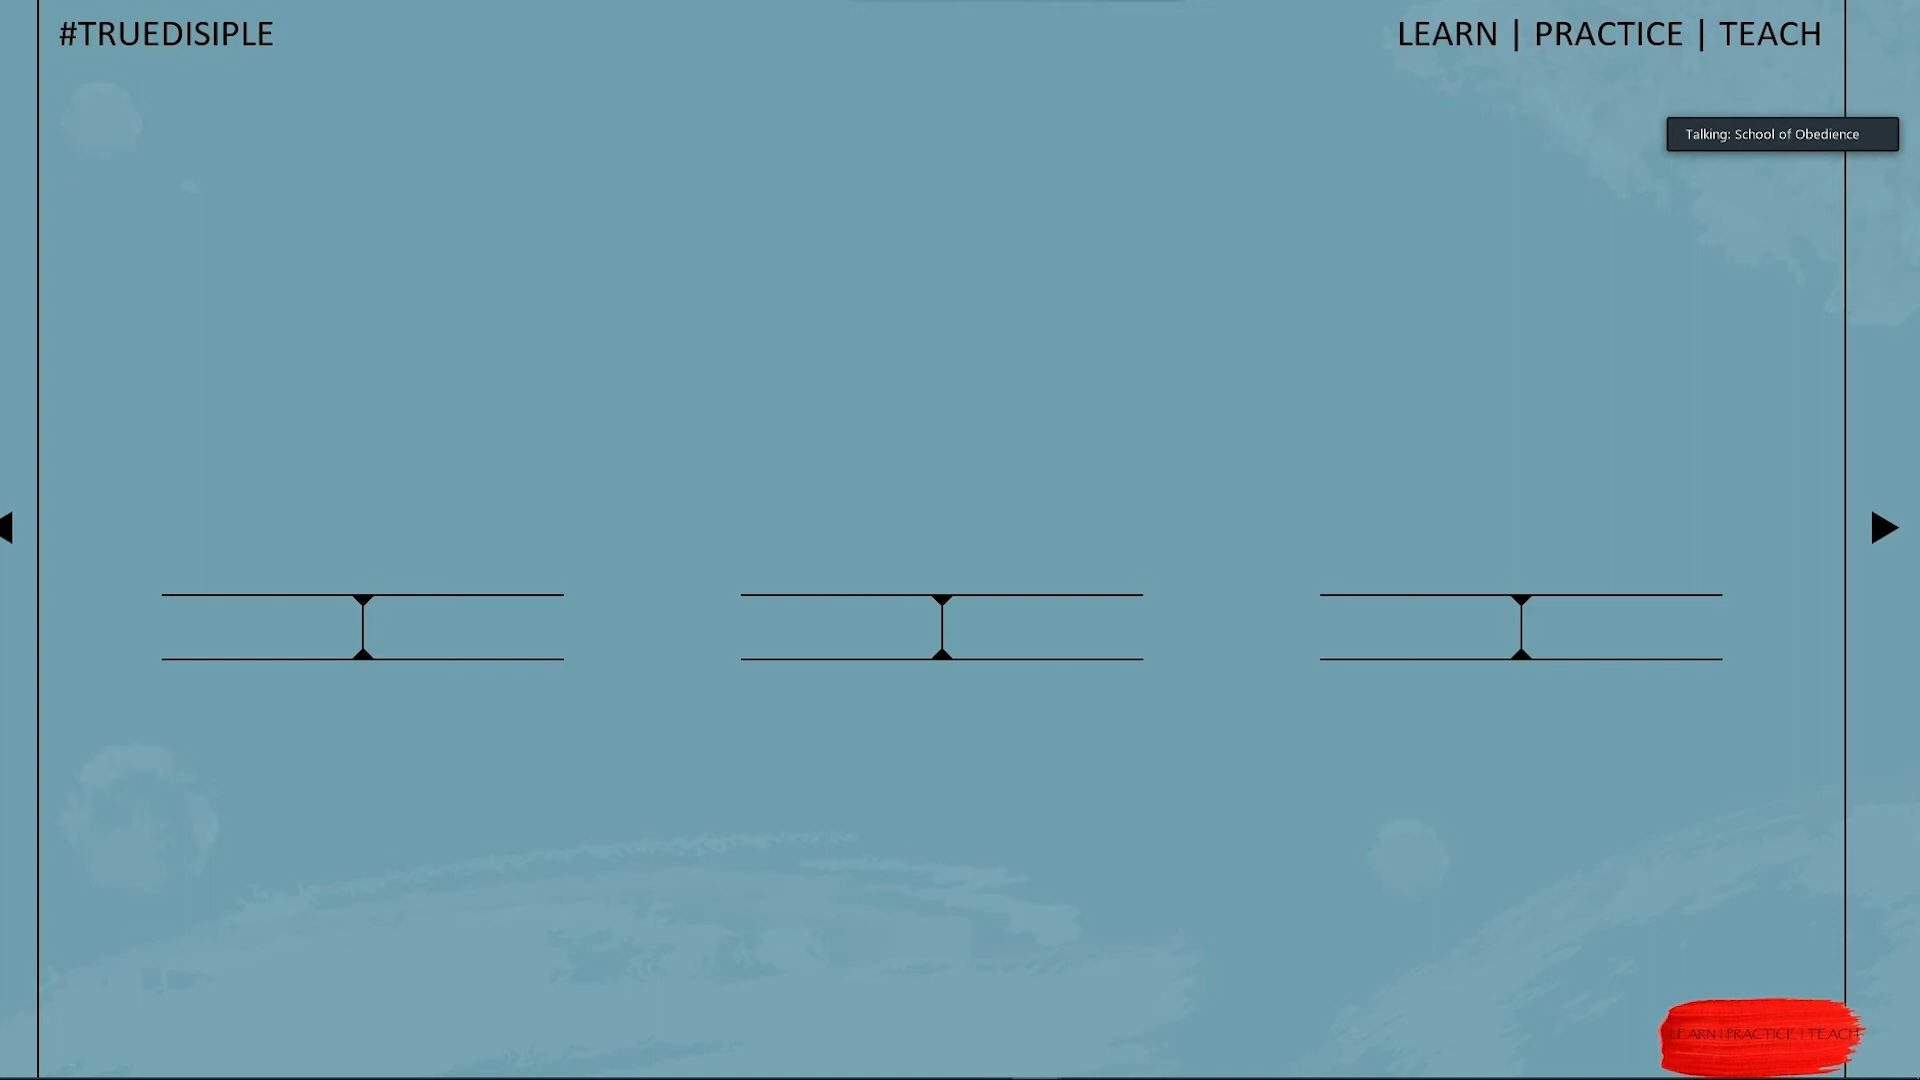 #TRUEDISIPLE
LEARN | PRACTICE | TEACH
Talking: School of Obedience
LEARN | PRACTICE | TEACH